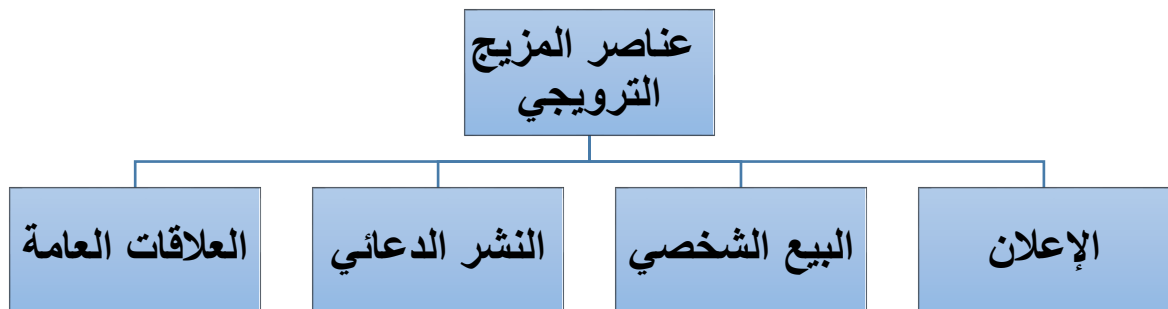 عناصر المزيج
الترويجي
الإعلان
البيع الشخصي
النشر الدعائي
العلاقات العامة